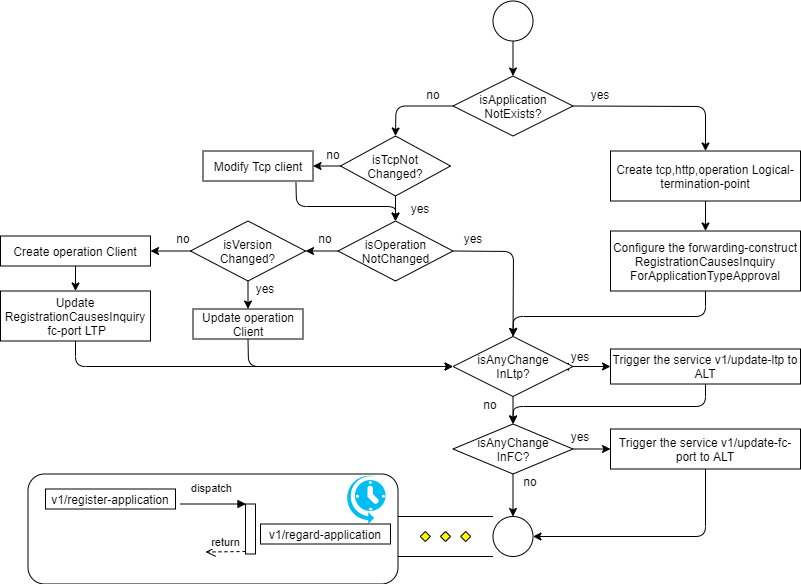 isApplication
NotExists?
no
yes
isTcpNot
Changed?
no
Modify Tcp client
yes
Create tcp,http,operation Logical-
termination-point
isOperation
NotChanged
no
yes
isVersion
Changed?
no
yes
Create operation Client
Configure the forwarding-construct
RegistrationCausesInquiry
ForApplicationTypeApproval
Update
RegistrationCausesInquiry
fc-port LTP
Update operation
Client
isAnyChange
InLtp?
yes
no
Trigger the service v1/update-ltp to
ALT
isAnyChange
InFC?
yes
no
Trigger the service v1/update-fc-
port to ALT
v1/register-application
dispatch
v1/regard-application
return